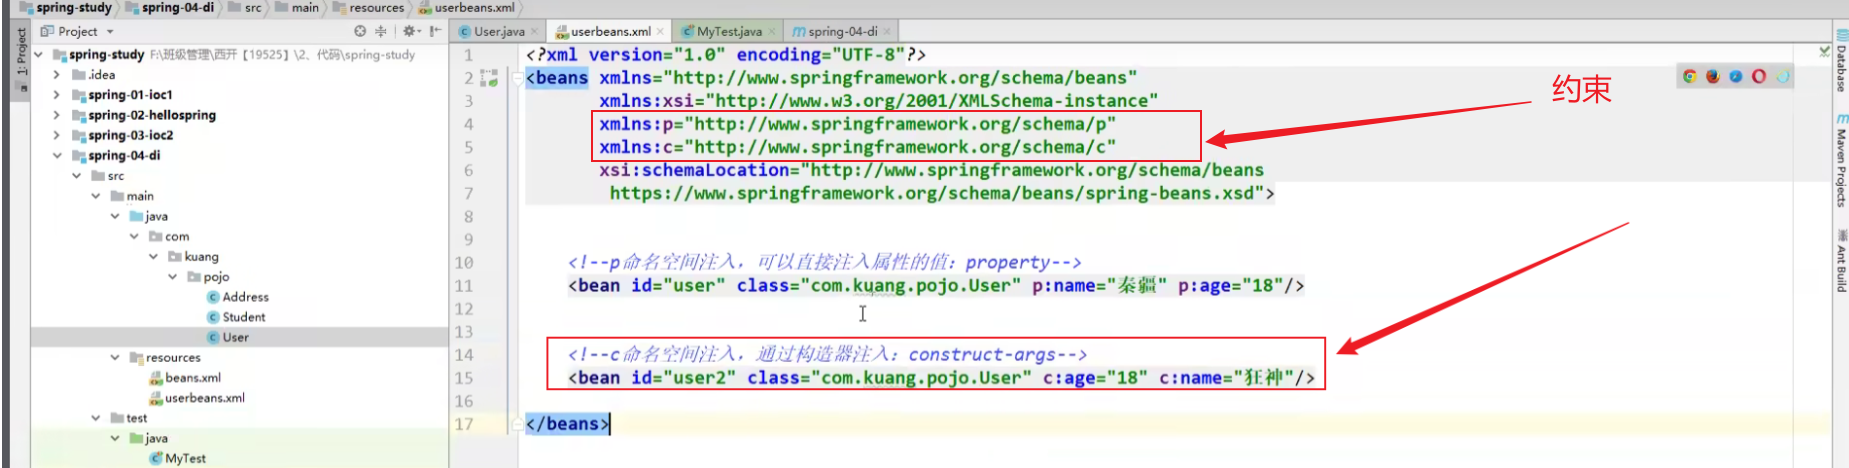 spring-study spring-04-di src main resources userbeans.xml
Project
User.java userbeans.xml MyTest.java spring-04-di
1: Project
spring-study F:\班级管理\西开【19525】\2、代码\spring-study
.idea
spring-01-ioc1
spring-02-hellospring
spring-03-ioc2
spring-04-di
src
main
java
com
kuang
pojo
Address
Student
User
resources
beans.xml
userbeans.xml
test
java
MyTest
1 <?xml version="1.0" encoding="UTF-8"?>
2 <beans xmlns="http://www.springframework.org/schema/beans"
3 xmlns:xsi="http://www.w3.org/2001/XMLSchema-instance"
4 xmlns:p="http://www.springframework.org/schema/p"
5 xmlns:c="http://www.springframework.org/schema/c"
6 xsi:schemaLocation="http://www.springframework.org/schema/beans
7 https://www.springframework.org/schema/beans/spring-beans.xsd">
8
9
10 <!--p命名空间注入，可以直接注入属性的值：property-->
11 <bean id="user" class="com.kuang.pojo.User" p:name="秦疆" p:age="18"/>
12
13
14 <!--c命名空间注入，通过构造器注入：construct-args-->
15 <bean id="user2" class="com.kuang.pojo.User" c:age="18" c:name="狂神"/>
16
17 </beans>
约束
Database
Maven Projects
Ant Build